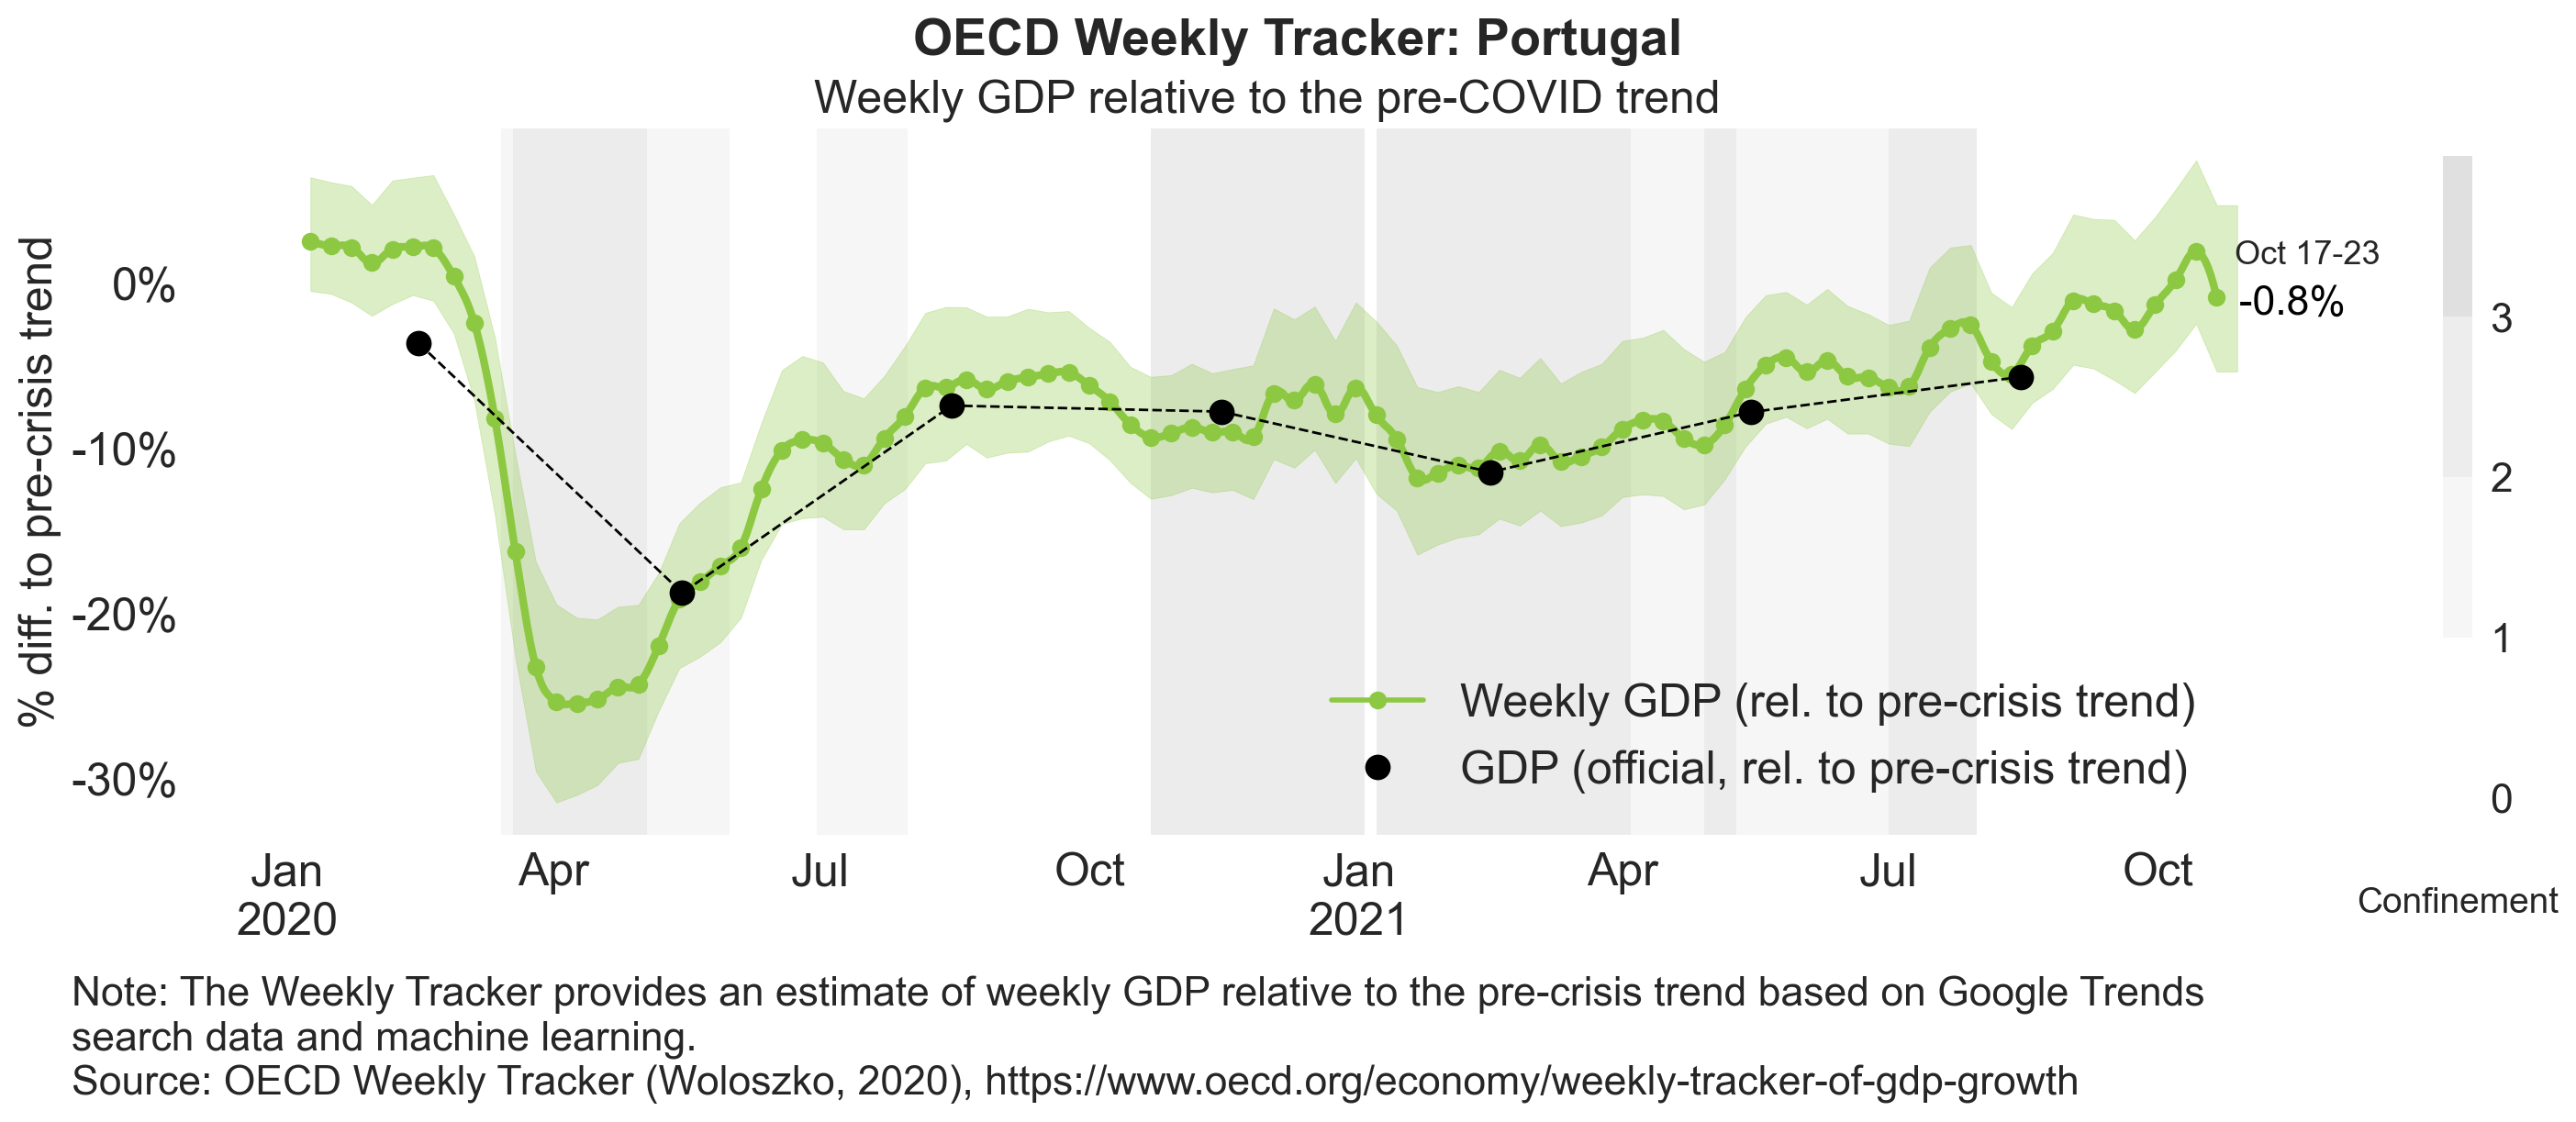 OECD Weekly Tracker: Portugal
Weekly GDP relative to the pre-COVID trend
% diff. to pre-crisis trend
0%
-10%
-20%
-30%
Oct 17-23
-0.8%
Weekly GDP (rel. to pre-crisis trend)
GDP (official, rel. to pre-crisis trend)
3
2
1
0
Confinement
Jan Apr Jul Oct Jan Apr Jul Oct
2020 2021
Note: The Weekly Tracker provides an estimate of weekly GDP relative to the pre-crisis trend based on Google Trends
search data and machine learning.
Source: OECD Weekly Tracker (Woloszko, 2020), https://www.oecd.org/economy/weekly-tracker-of-gdp-growth